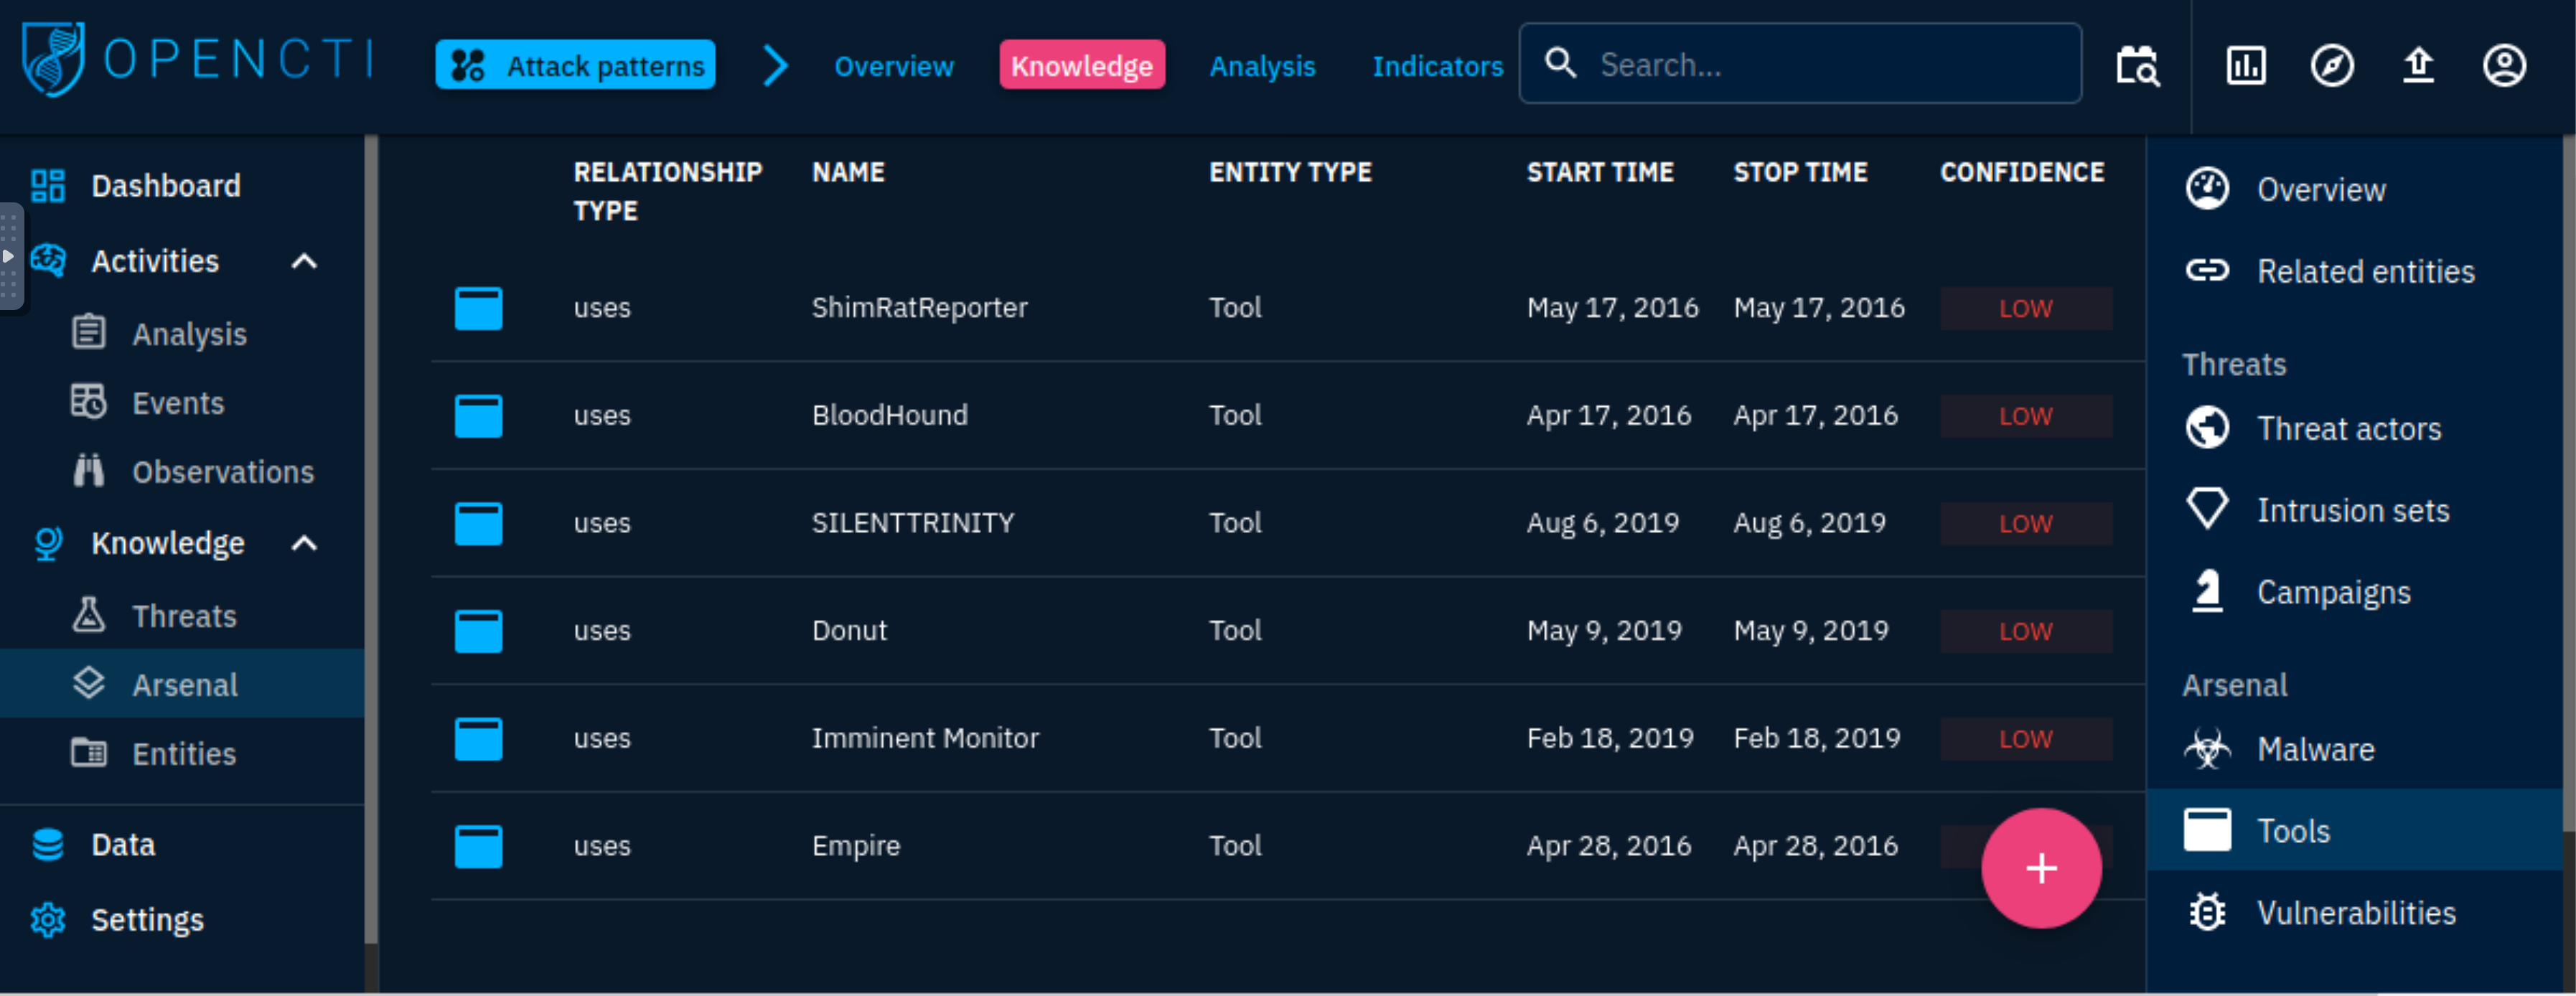 OPENCTI
Attack patterns
Overview
Knowledge
Analysis
Indicators
Search...
Dashboard
Activities
Analysis
Events
Observations
Knowledge
Threats
Arsenal
Entities
Data
Settings
RELATIONSHIP TYPE NAME ENTITY TYPE START TIME STOP TIME CONFIDENCE
uses ShimRatReporter Tool May 17, 2016 May 17, 2016 LOW
uses BloodHound Tool Apr 17, 2016 Apr 17, 2016 LOW
uses SILENTTRINITY Tool Aug 6, 2019 Aug 6, 2019 LOW
uses Donut Tool May 9, 2019 May 9, 2019 LOW
uses Imminent Monitor Tool Feb 18, 2019 Feb 18, 2019 LOW
uses Empire Tool Apr 28, 2016 Apr 28, 2016
+
Overview
Related entities
Threats
Threat actors
Intrusion sets
Campaigns
Arsenal
Malware
Tools
Vulnerabilities